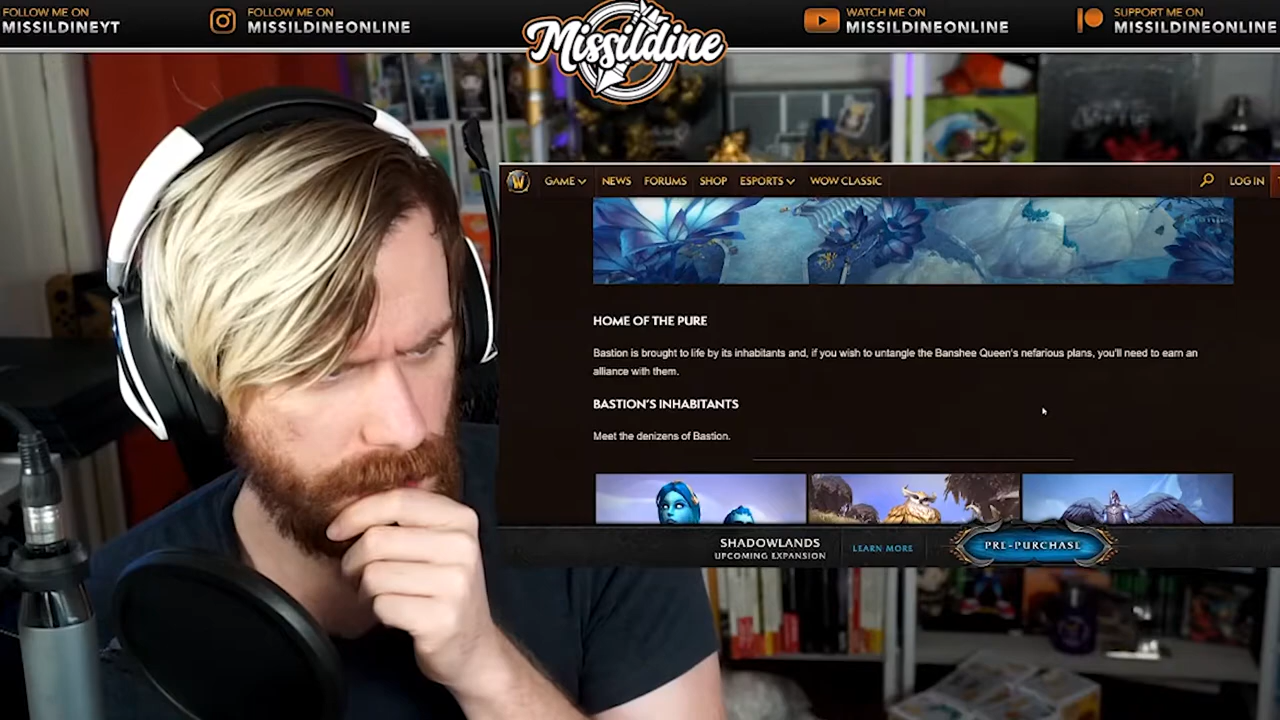 FOLLOW ME ON
MISSILDINEYT
FOLLOW ME ON
MISSILDINEONLINE
Missildine
WATCH ME ON
MISSILDINEONLINE
SUPPORT ME ON
MISSILDINEONLINE
W
GAME NEWS FORUMS SHOP ESPORTS WOW CLASSIC LOG IN
HOME OF THE PURE
Bastion is brought to life by its inhabitants and, if you wish to untangle the Banshee Queen's nefarious plans, you'll need to earn an
alliance with them.
BASTION'S INHABITANTS
Meet the denizens of Bastion.
SHADOWLANDS
UPCOMING EXPANSION
LEARN MORE
PRE-PURCHASE